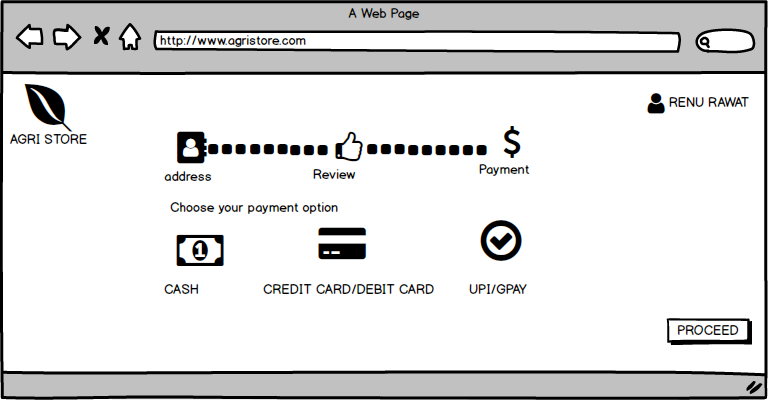 A Web Page
http://www.agristore.com
RENU RAWAT
AGRI STORE
$
address
Review
Payment
Choose your payment option
1
CASH
CREDIT CARD/DEBIT CARD
UPI/GPAY
PROCEED